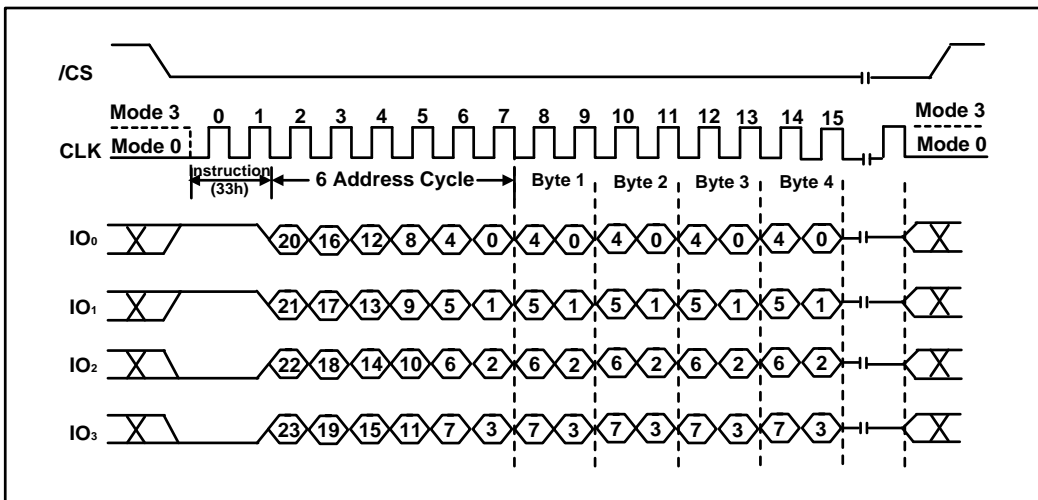 /CS
Mode 3 0 1 2 3 4 5 6 7 8 9 10 11 12 13 14 15 Mode 3
CLK Mode 0 Mode 0
Instruction (33h) 6 Address Cycle Byte 1 Byte 2 Byte 3 Byte 4
IO₀ 20 16 12 8 4 0 4 0 4 0 4 0 4 0
IO₁ 21 17 13 9 5 1 5 1 5 1 5 1 5 1
IO₂ 22 18 14 10 6 2 6 2 6 2 6 2 6 2
IO₃ 23 19 15 11 7 3 7 3 7 3 7 3 7 3